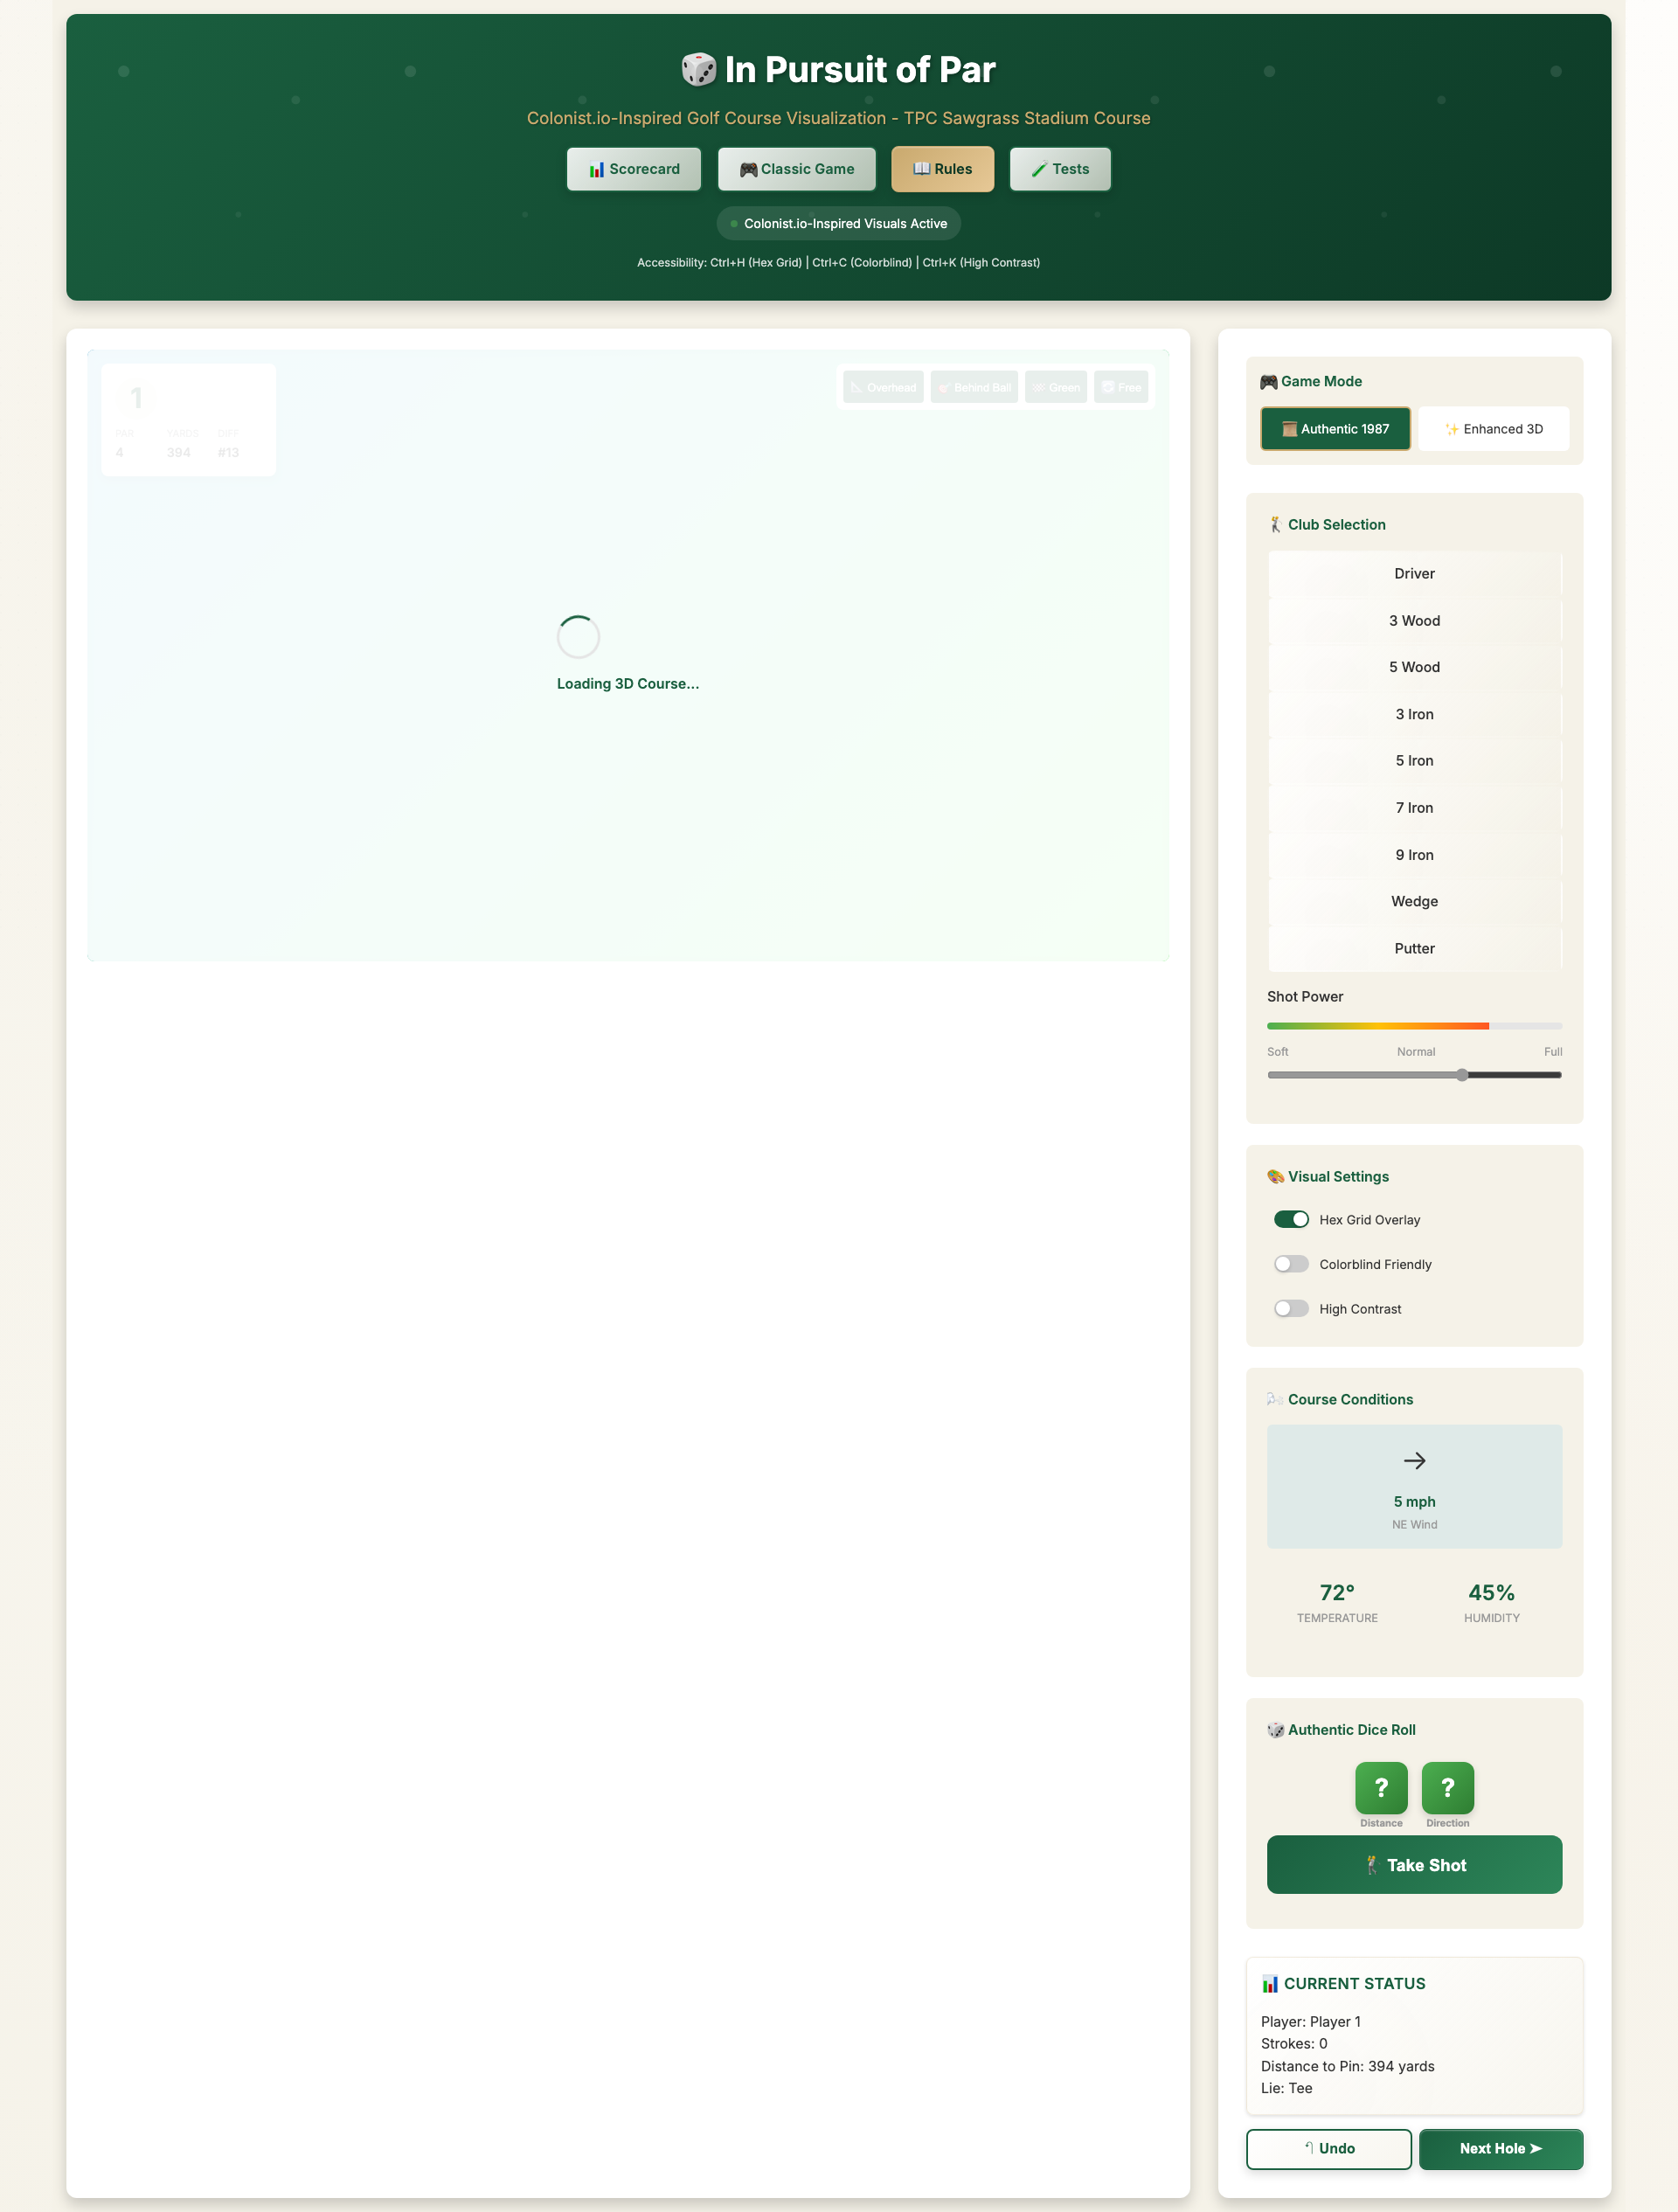 🎲 In Pursuit of Par
Colonist.io-Inspired Golf Course Visualization - TPC Sawgrass Stadium Course
📊 Scorecard 🎮 Classic Game 📖 Rules 🧪 Tests
Colonist.io-Inspired Visuals Active
Accessibility: Ctrl+H (Hex Grid) | Ctrl+C (Colorblind) | Ctrl+K (High Contrast)
1
PAR YARDS DIFF
4 394 #13
📐 Overhead 🏌️ Behind Ball Green Free
Loading 3D Course...
🎮 Game Mode
📜 Authentic 1987 ✨ Enhanced 3D
🏌️ Club Selection
Driver
3 Wood
5 Wood
3 Iron
5 Iron
7 Iron
9 Iron
Wedge
Putter
Shot Power
Soft Normal Full
🎨 Visual Settings
Hex Grid Overlay
Colorblind Friendly
High Contrast
🌬️ Course Conditions
→
5 mph
NE Wind
72° 45%
TEMPERATURE HUMIDITY
🎲 Authentic Dice Roll
? ?
Distance Direction
🏌️ Take Shot
📊 CURRENT STATUS
Player: Player 1
Strokes: 0
Distance to Pin: 394 yards
Lie: Tee
Undo Next Hole ➤